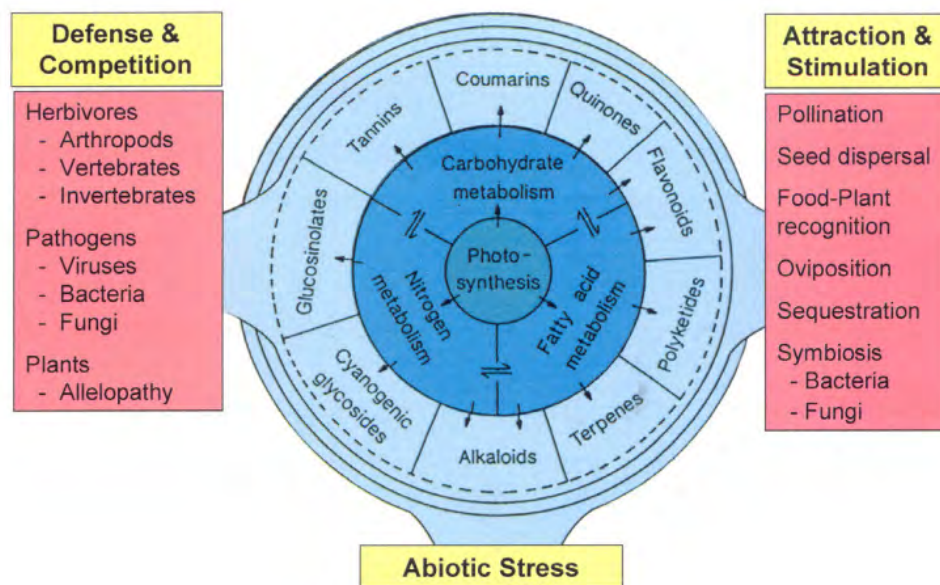 Defense &
Competition
Herbivores
- Arthropods
- Vertebrates
- Invertebrates
Pathogens
- Viruses
- Bacteria
- Fungi
Plants
- Allelopathy
Coumarins
Quinones
Flavonoids
Polyketides
Terpenes
Alkaloids
Cyanogenic
glycosides
Glucosinolates
Tannins
Carbohydrate
metabolism
Photo-
synthesis
Nitrogen
metabolism
Fatty acid
metabolism
Attraction &
Stimulation
Pollination
Seed dispersal
Food-Plant
recognition
Oviposition
Sequestration
Symbiosis
- Bacteria
- Fungi
Abiotic Stress